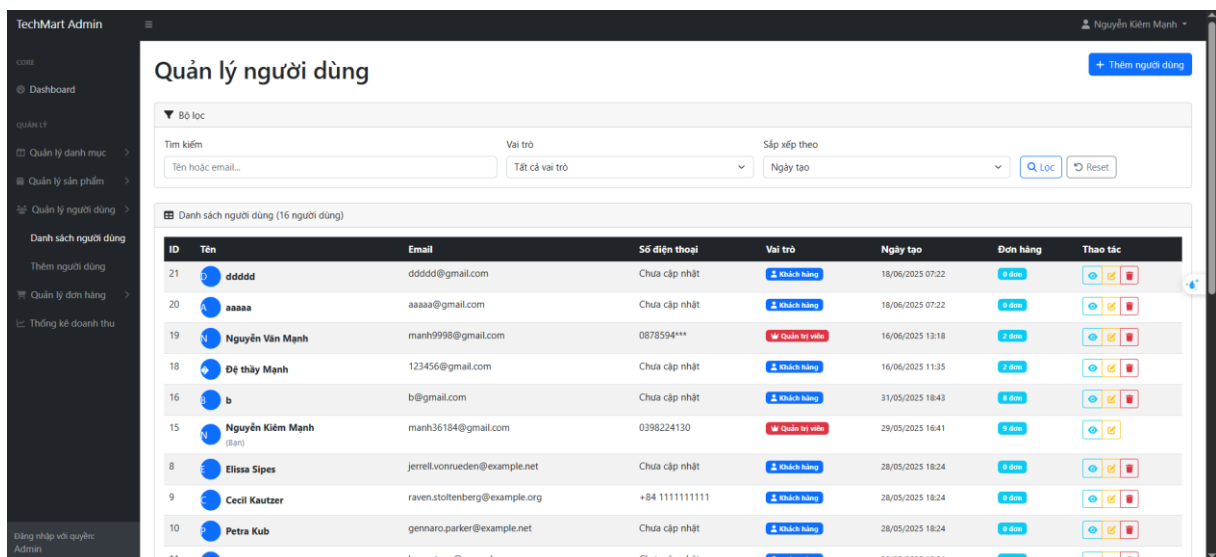 TechMart Admin
Nguyễn Kiêm Mạnh
CORE
Dashboard
QUẢN LÝ
Quản lý danh mục
Quản lý sản phẩm
Quản lý người dùng
Danh sách người dùng
Thêm người dùng
Quản lý đơn hàng
Thống kê doanh thu
Đăng nhập với quyền:
Admin
Quản lý người dùng
+ Thêm người dùng
Bộ lọc
Tìm kiếm Vai trò Sắp xếp theo
Tên hoặc email... Tất cả vai trò Ngày tạo Lọc Reset
Danh sách người dùng (16 người dùng)
ID Tên Email Số điện thoại Vai trò Ngày tạo Đơn hàng Thao tác
21 D ddddd ddddd@gmail.com Chưa cập nhật Khách hàng 18/06/2025 07:22 0 đơn
20 A aaaaa aaaaa@gmail.com Chưa cập nhật Khách hàng 18/06/2025 07:22 0 đơn
19 N Nguyễn Văn Mạnh manh9998@gmail.com 0878594*** Quản trị viên 16/06/2025 13:18 2 đơn
18 � Đệ thầy Mạnh 123456@gmail.com Chưa cập nhật Khách hàng 16/06/2025 11:35 2 đơn
16 B b b@gmail.com Chưa cập nhật Khách hàng 31/05/2025 18:43 8 đơn
15 N Nguyễn Kiêm Mạnh manh36184@gmail.com 0398224130 Quản trị viên 29/05/2025 16:41 9 đơn
(Bạn)
8 E Elissa Sipes jerrell.vonrueden@example.net Chưa cập nhật Khách hàng 28/05/2025 18:24 0 đơn
9 C Cecil Kautzer raven.stoltenberg@example.org +84 1111111111 Khách hàng 28/05/2025 18:24 0 đơn
10 P Petra Kub gennaro.parker@example.net Chưa cập nhật Khách hàng 28/05/2025 18:24 0 đơn